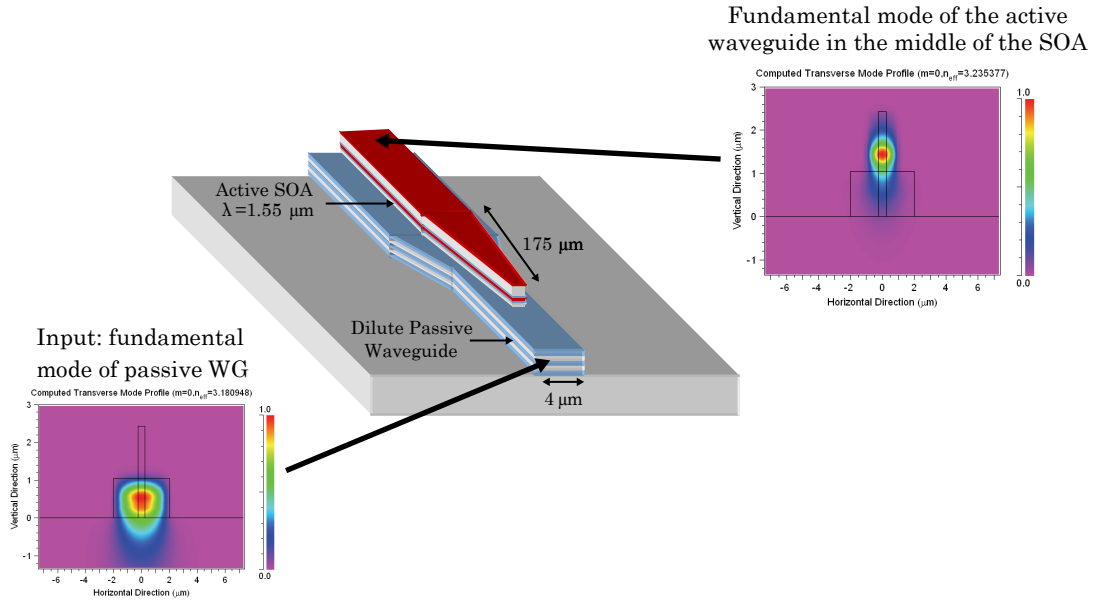 Fundamental mode of the active
waveguide in the middle of the SOA
Computed Transverse Mode Profile (m=0,neff=3.235377)
1.0
3
2
1
0
-1
Vertical Direction (μm)
-6 -4 -2 0 2 4 6
Horizontal Direction (μm)
0.0
Active SOA
λ=1.55 μm
175 μm
Dilute Passive
Waveguide
4 μm
Input: fundamental
mode of passive WG
Computed Transverse Mode Profile (m=0,neff=3.180948)
1.0
3
2
1
0
-1
Vertical Direction (μm)
-6 -4 -2 0 2 4 6
Horizontal Direction (μm)
0.0